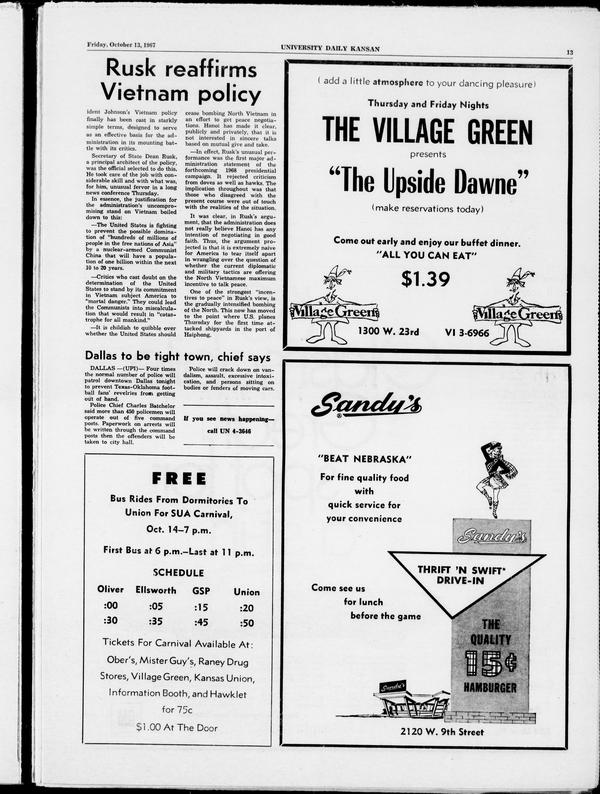 Friday, October 13, 1967
UNIVERSITY DAILY KANSAN
13
Rusk reaffirms
Vietnam policy
ident Johnson's Vietnam policy
finally has been cast in starkly
simple terms, designed to serve
as an effective basis for the ad-
ministration in its mounting bat-
tle with its critics.
Secretary of State Dean Rusk,
a principal architect of the policy,
was the official selected to do this.
He took care of the job with con-
siderable skill and with what was,
for him, unusual fervor in a long
news conference Thursday.
In essence, the justification for
the administration's uncompro-
mising stand on Vietnam boiled
down to this:
—The United States is fighting
to prevent the possible domina-
tion of "hundreds of millions of
people in the free nations of Asia"
by a nuclear-armed Communist
China that will have a popula-
tion of one billion within the next
10 to 20 years.
—Critics who cast doubt on the
determination of the United
States to stand by its commitment
in Vietnam subject America to
"mortal danger." They could lead
the Communists into miscalcula-
tion that would result in "catas-
trophe for all mankind."
—It is childish to quibble over
whether the United States should
cease bombing North Vietnam in
an effort to get peace negotia-
tions. Hanoi has made it clear,
publicly and privately, that it is
not interested in sincere talks
based on mutual give and take.
—In effect, Rusk's unusual per-
formance was the first major ad-
ministration statement of the
forthcoming 1968 presidential
campaign. It rejected criticism
from doves as well as hawks. The
implication throughout was that
those who disagreed with the
present course were out of touch
with the realities of the situation.
It was clear, in Rusk's argu-
ment, that the administration does
not really believe Hanoi has any
intention of negotiating in good
faith. Thus, the argument pro-
jected is that it is extremely naive
for America to tear itself apart
in wrangling over the question of
whether the current diplomatic
and military tactics are offering
the North Vietnamese maximum
incentive to talk peace.
One of the strongest "incen-
tives to peace" in Rusk's view, is
the gradually intensified bombing
of the North. This now has moved
to the point where U.S. planes
Thursday for the first time at-
tacked shipyards in the port of
Haiphong.
Dallas to be tight town, chief says
DALLAS —(UPI)— Four times
the normal number of police will
patrol downtown Dallas tonight
to prevent Texas-Oklahoma foot-
ball fans' revelries from getting
out of hand.
Police Chief Charles Batchelor
said more than 450 policemen will
operate out of five command
posts. Paperwork on arrests will
be written through the command
posts then the offenders will be
taken to city hall.
Police will crack down on van-
dalism, assault, excessive intoxi-
cation, and persons sitting on
bodies or fenders of moving cars.
If you see news happening—
call UN 4-3646
FREE
Bus Rides From Dormitories To
Union For SUA Carnival,
Oct. 14–7 p.m.
First Bus at 6 p.m.–Last at 11 p.m.
SCHEDULE
Oliver Ellsworth GSP Union
:00 :05 :15 :20
:30 :35 :45 :50
Tickets For Carnival Available At:
Ober's, Mister Guy's, Raney Drug
Stores, Village Green, Kansas Union,
Information Booth, and Hawklet
for 75c
$1.00 At The Door
( add a little atmosphere to your dancing pleasure)
Thursday and Friday Nights
THE VILLAGE GREEN
presents
"The Upside Dawne"
(make reservations today)
Come out early and enjoy our buffet dinner.
"ALL YOU CAN EAT"
$1.39
Village Green
Village Green
1300 W. 23rd VI 3-6966
Sandy's
"BEAT NEBRASKA"
For fine quality food
with
quick service for
your convenience
Sandy's
THRIFT 'N SWIFT
DRIVE-IN
Come see us
for lunch
before the game
THE
QUALITY
15¢
HAMBURGER
Sandy's
2120 W. 9th Street